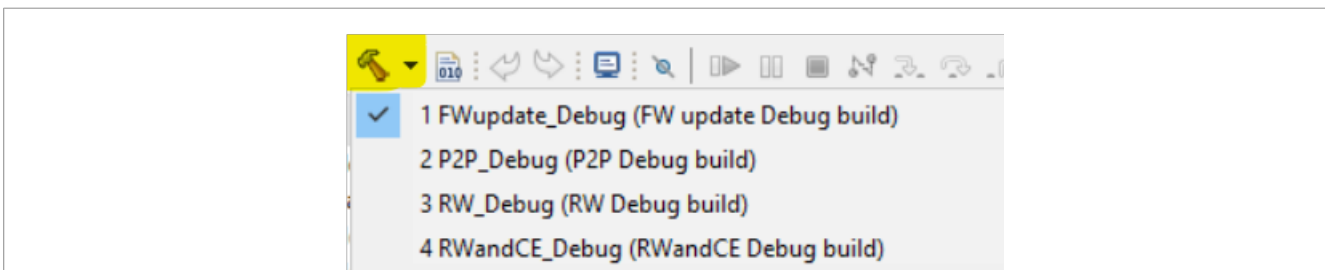 010
1 FWupdate_Debug (FW update Debug build)
2 P2P_Debug (P2P Debug build)
3 RW_Debug (RW Debug build)
4 RWandCE_Debug (RWandCE Debug build)